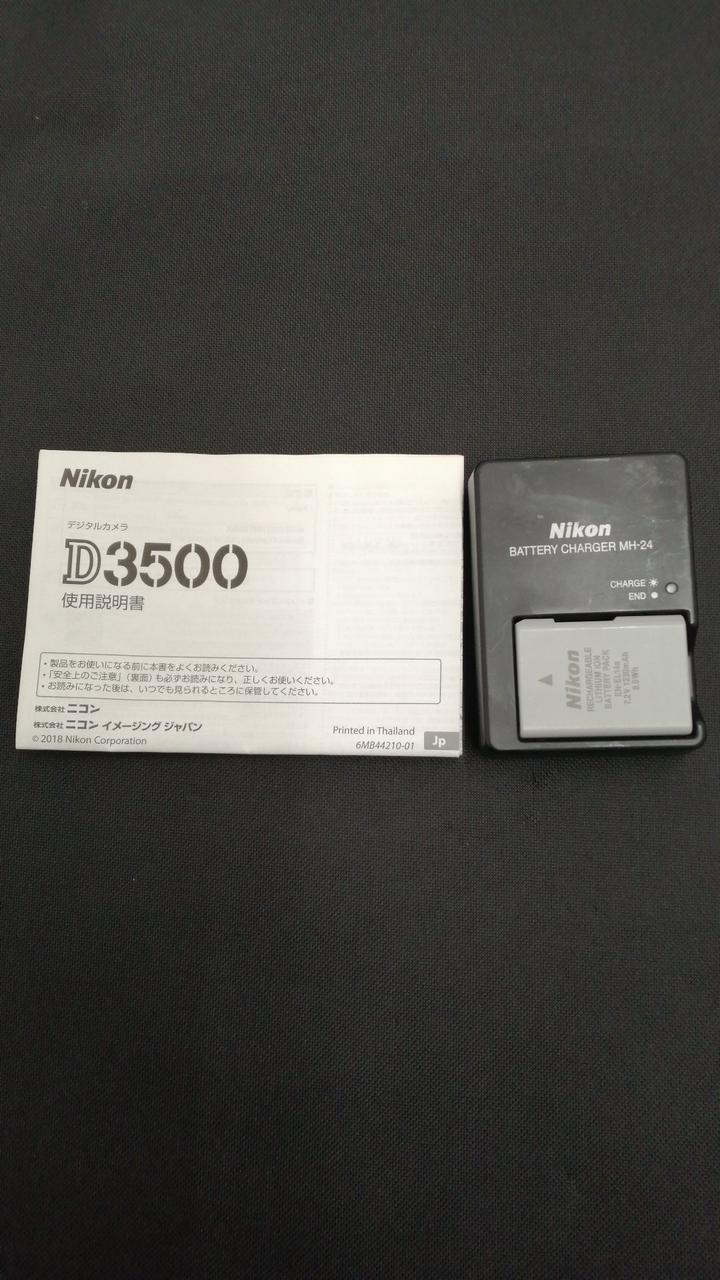 Nikon
デジタルカメラ
D3500
使用説明書
• 製品をお使いになる前に本書をよくお読みください。
• 「安全上のご注意」（裏面）も必ずお読みになり、正しくお使いください。
• お読みになった後は、いつでも見られるところに保管してください。
株式会社 ニコン
株式会社 ニコン イメージング ジャパン
© 2018 Nikon Corporation
Printed in Thailand
6MB44210-01
Jp
Nikon
BATTERY CHARGER MH-24
CHARGE
END
Nikon
RECHARGEABLE
LITHIUM ION
BATTERY PACK
EN-EL14a
7.2V 1230mAh
8.9Wh